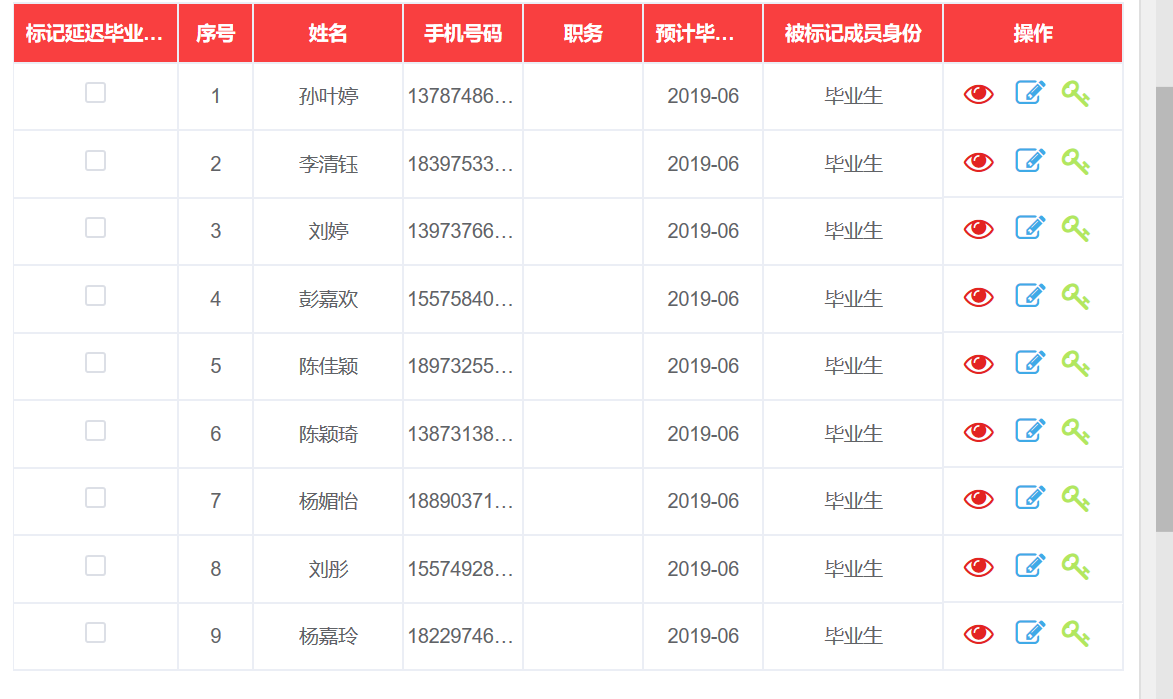 标记延迟毕业... 序号 姓名 手机号码 职务 预计毕... 被标记成员身份 操作
1 孙叶婷 13787486... 2019-06 毕业生
2 李清钰 18397533... 2019-06 毕业生
3 刘婷 13973766... 2019-06 毕业生
4 彭嘉欢 15575840... 2019-06 毕业生
5 陈佳颖 18973255... 2019-06 毕业生
6 陈颖琦 13873138... 2019-06 毕业生
7 杨媚怡 18890371... 2019-06 毕业生
8 刘彤 15574928... 2019-06 毕业生
9 杨嘉玲 18229746... 2019-06 毕业生